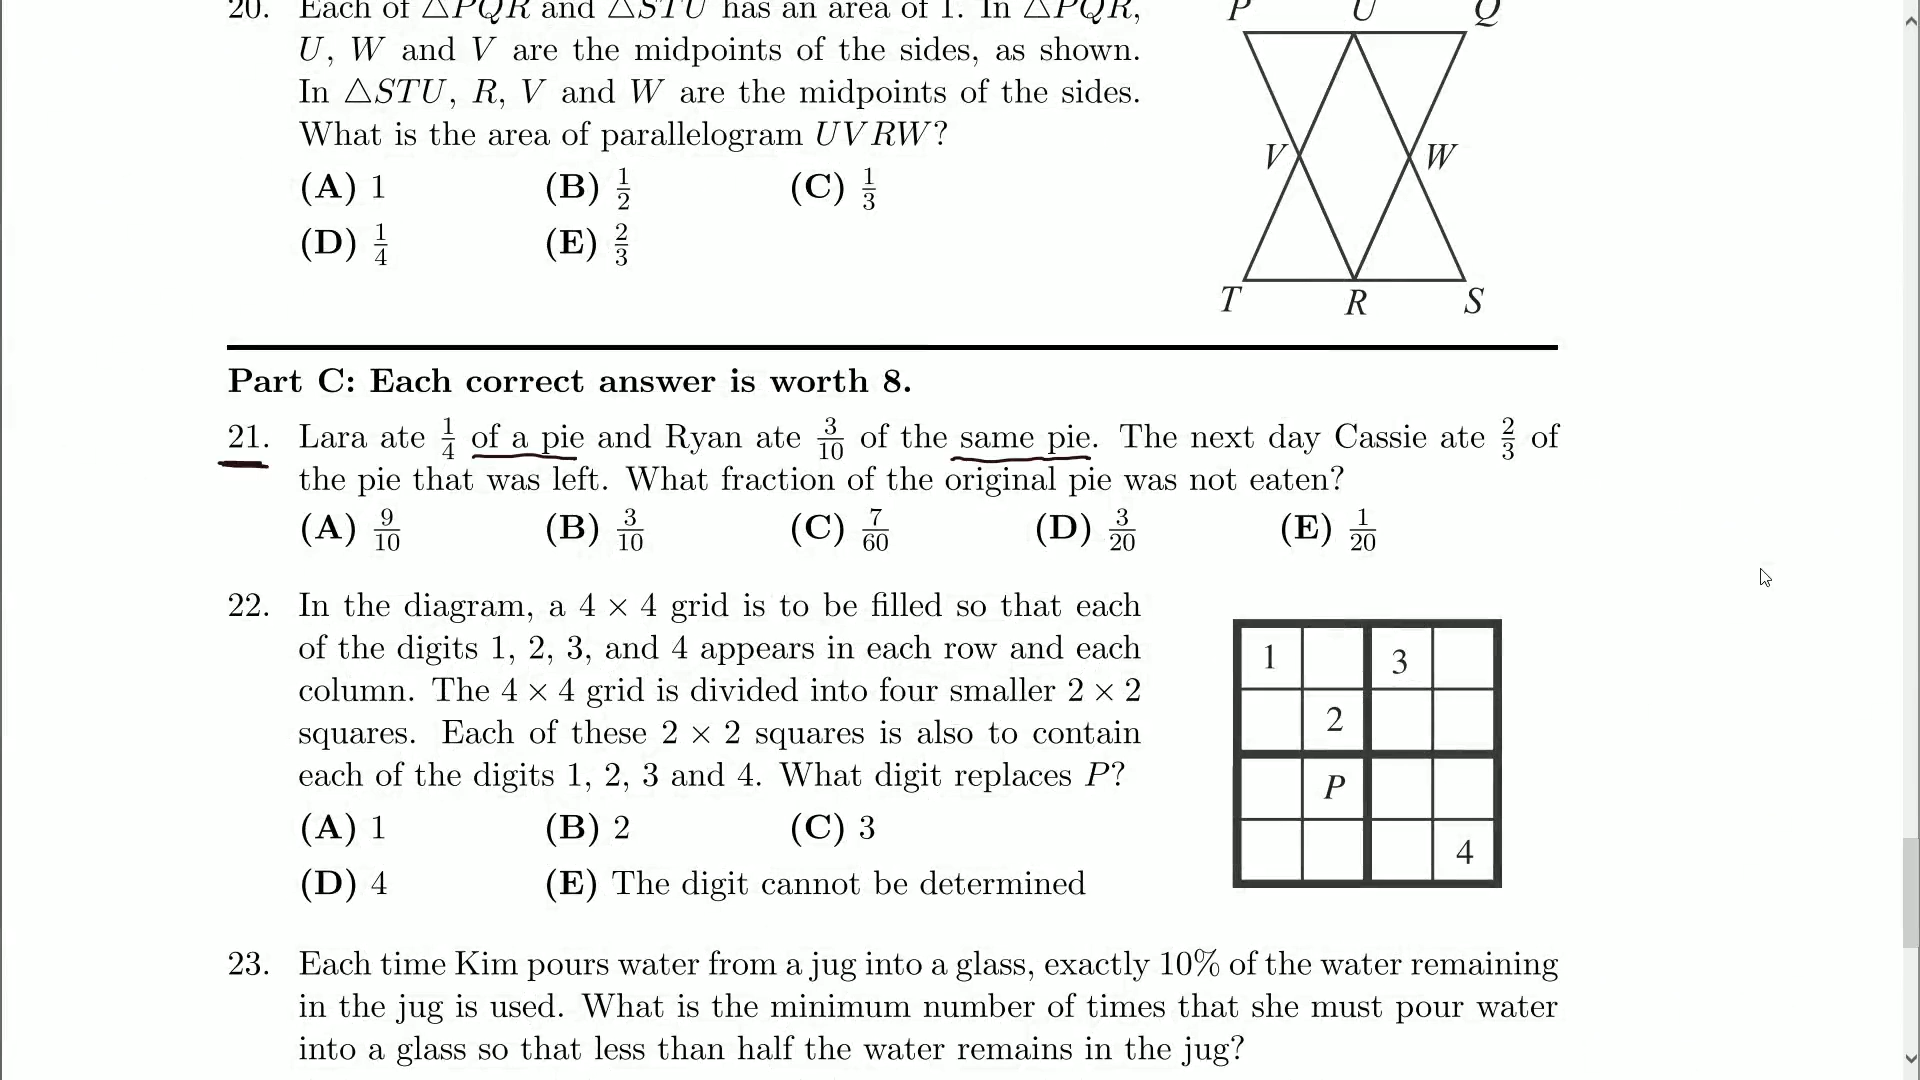 20. Each of △PQR and △STU has an area of 1. In △PQR,
U, W and V are the midpoints of the sides, as shown.
In △STU, R, V and W are the midpoints of the sides.
What is the area of parallelogram UVRW?
(A) 1 (B) 1/2 (C) 1/3
(D) 1/4 (E) 2/3
P U Q
V W
T R S
Part C: Each correct answer is worth 8.
21. Lara ate 1/4 of a pie and Ryan ate 3/10 of the same pie. The next day Cassie ate 2/3 of
the pie that was left. What fraction of the original pie was not eaten?
(A) 9/10 (B) 3/10 (C) 7/60 (D) 3/20 (E) 1/20
22. In the diagram, a 4 × 4 grid is to be filled so that each
of the digits 1, 2, 3, and 4 appears in each row and each
column. The 4 × 4 grid is divided into four smaller 2 × 2
squares. Each of these 2 × 2 squares is also to contain
each of the digits 1, 2, 3 and 4. What digit replaces P?
(A) 1 (B) 2 (C) 3
(D) 4 (E) The digit cannot be determined
1 3
2
P
4
23. Each time Kim pours water from a jug into a glass, exactly 10% of the water remaining
in the jug is used. What is the minimum number of times that she must pour water
into a glass so that less than half the water remains in the jug?